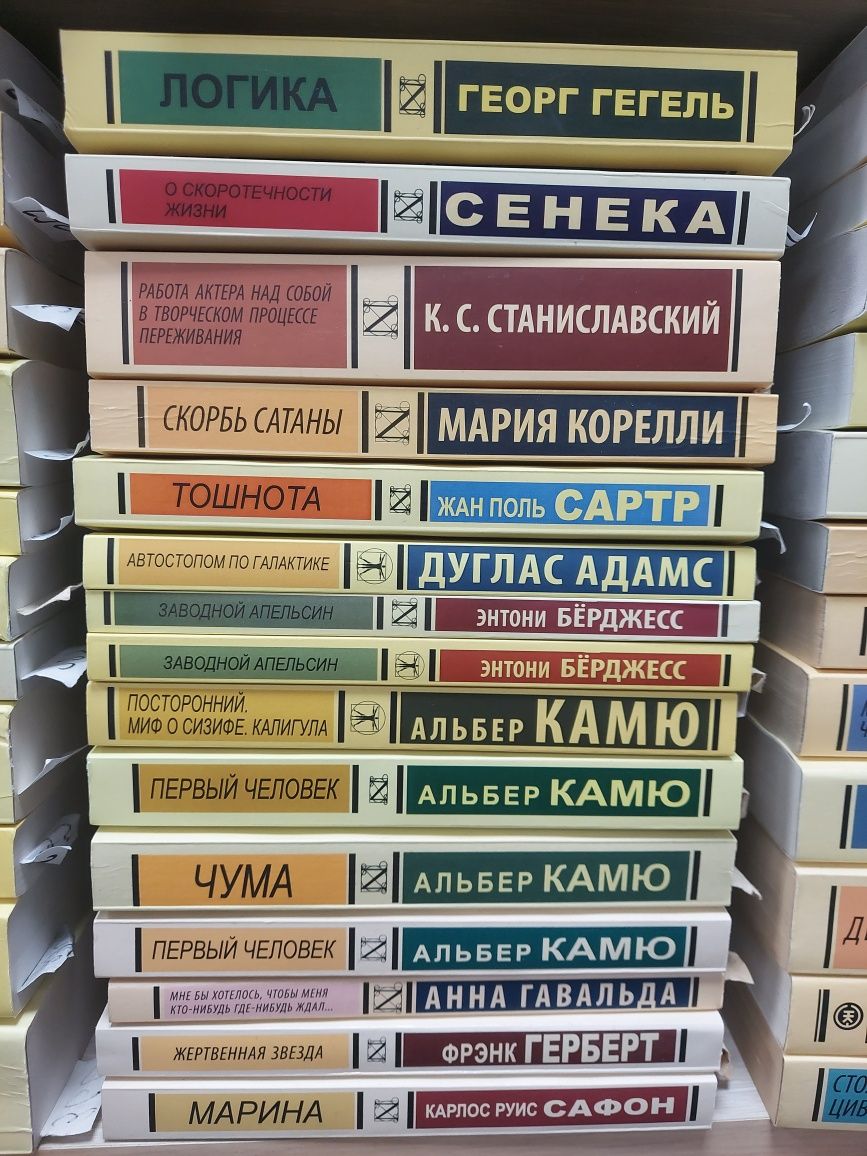 ЛОГИКА
ГЕОРГ ГЕГЕЛЬ
О СКОРОТЕЧНОСТИ
ЖИЗНИ
СЕНЕКА
РАБОТА АКТЕРА НАД СОБОЙ
В ТВОРЧЕСКОМ ПРОЦЕССЕ
ПЕРЕЖИВАНИЯ
К. С. СТАНИСЛАВСКИЙ
СКОРБЬ САТАНЫ
МАРИЯ КОРЕЛЛИ
ТОШНОТА
ЖАН ПОЛЬ САРТР
АВТОСТОПОМ ПО ГАЛАКТИКЕ
ДУГЛАС АДАМС
ЗАВОДНОЙ АПЕЛЬСИН
ЭНТОНИ БЁРДЖЕСС
ЗАВОДНОЙ АПЕЛЬСИН
ЭНТОНИ БЁРДЖЕСС
ПОСТОРОННИЙ.
МИФ О СИЗИФЕ. КАЛИГУЛА
АЛЬБЕР КАМЮ
ПЕРВЫЙ ЧЕЛОВЕК
АЛЬБЕР КАМЮ
ЧУМА
АЛЬБЕР КАМЮ
ПЕРВЫЙ ЧЕЛОВЕК
АЛЬБЕР КАМЮ
МНЕ БЫ ХОТЕЛОСЬ, ЧТОБЫ МЕНЯ
КТО-НИБУДЬ ГДЕ-НИБУДЬ ЖДАЛ...
АННА ГАВАЛЬДА
ЖЕРТВЕННАЯ ЗВЕЗДА
ФРЭНК ГЕРБЕРТ
МАРИНА
КАРЛОС РУИС САФОН